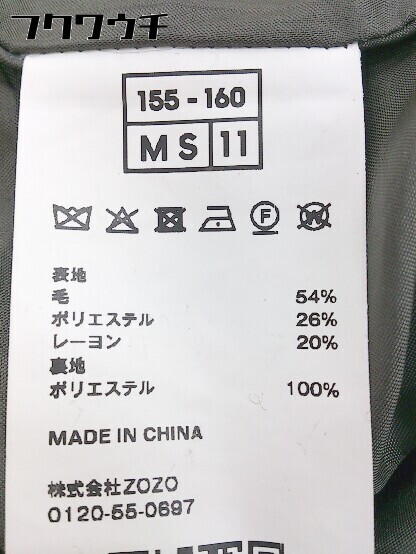 フクワウチ
155-160
MS 11
F W
表地
毛 54%
ポリエステル 26%
レーヨン 20%
裏地
ポリエステル 100%
MADE IN CHINA
株式会社ZOZO
0120-55-0697